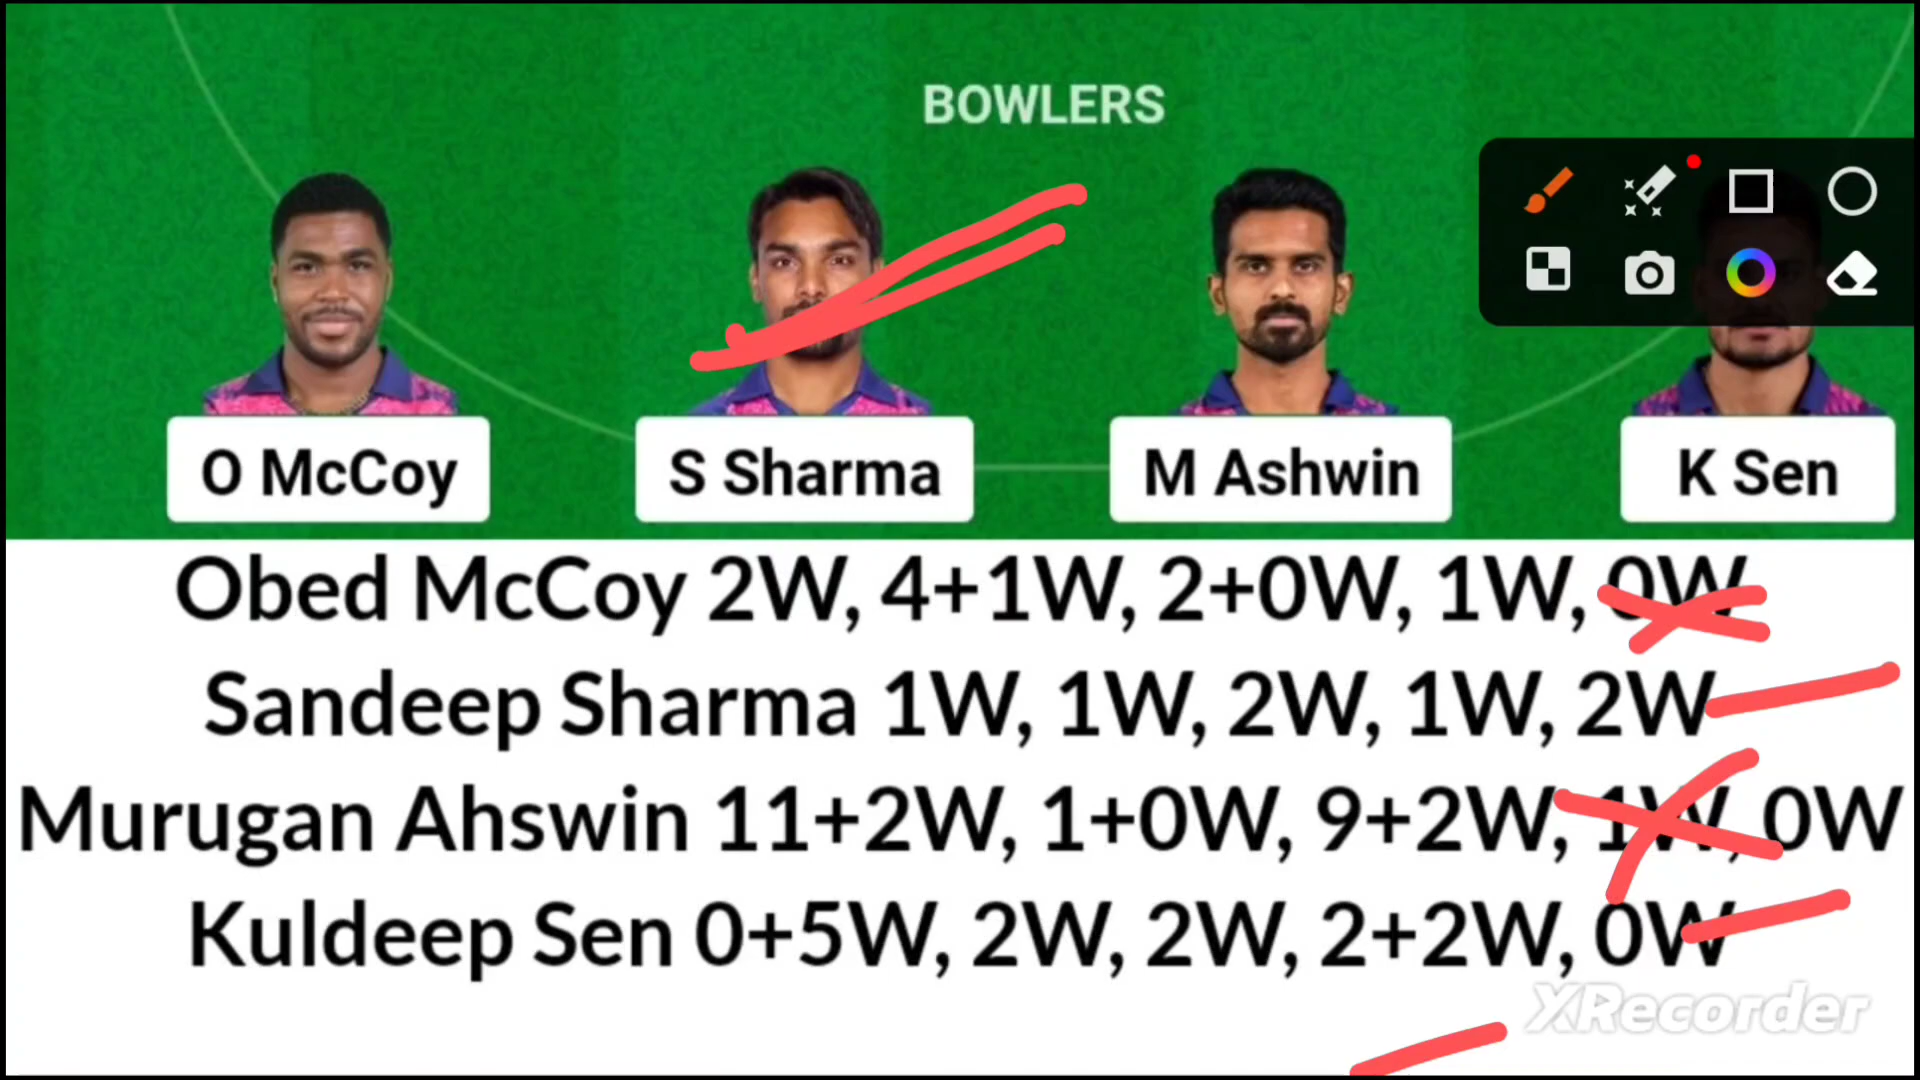 BOWLERS
O McCoy
S Sharma
M Ashwin
K Sen
Obed McCoy 2W, 4+1W, 2+0W, 1W, 0W
Sandeep Sharma 1W, 1W, 2W, 1W, 2W
Murugan Ahswin 11+2W, 1+0W, 9+2W, 1W, 0W
Kuldeep Sen 0+5W, 2W, 2W, 2+2W, 0W
XRecorder